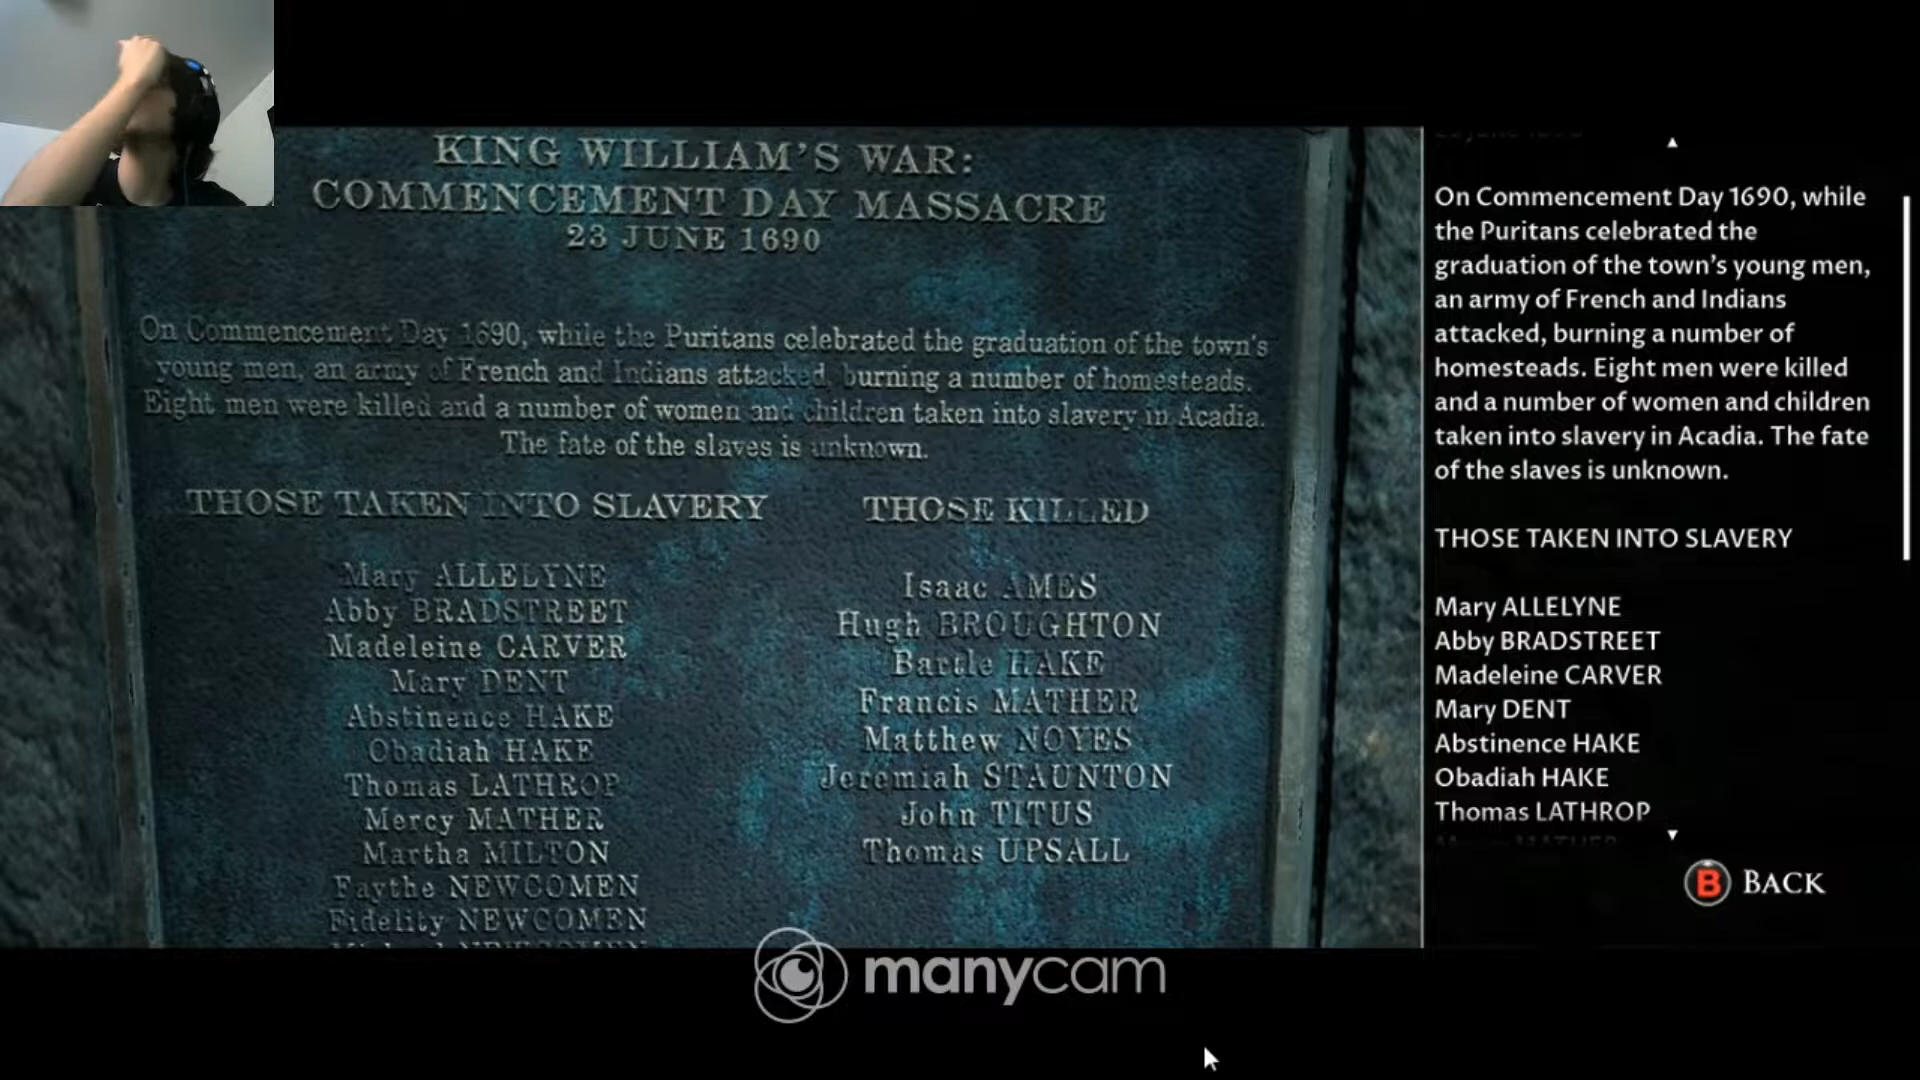 KING WILLIAM'S WAR:
COMMENCEMENT DAY MASSACRE
23 JUNE 1690
On Commencement Day 1690, while the Puritans celebrated the graduation of the town's
young men, an army of French and Indians attacked, burning a number of homesteads.
Eight men were killed and a number of women and children taken into slavery in Acadia.
The fate of the slaves is unknown.
THOSE TAKEN INTO SLAVERY
Mary ALLELYNE
Abby BRADSTREET
Madeleine CARVER
Mary DENT
Abstinence HAKE
Obadiah HAKE
Thomas LATHROP
Mercy MATHER
Martha MILTON
Faythe NEWCOMEN
Fidelity NEWCOMEN
THOSE KILLED
Isaac AMES
Hugh BROUGHTON
Bartle HAKE
Francis MATHER
Matthew NOYES
Jeremiah STAUNTON
John TITUS
Thomas UPSALL
On Commencement Day 1690, while
the Puritans celebrated the
graduation of the town's young men,
an army of French and Indians
attacked, burning a number of
homesteads. Eight men were killed
and a number of women and children
taken into slavery in Acadia. The fate
of the slaves is unknown.
THOSE TAKEN INTO SLAVERY
Mary ALLELYNE
Abby BRADSTREET
Madeleine CARVER
Mary DENT
Abstinence HAKE
Obadiah HAKE
Thomas LATHROP
B BACK
manycam